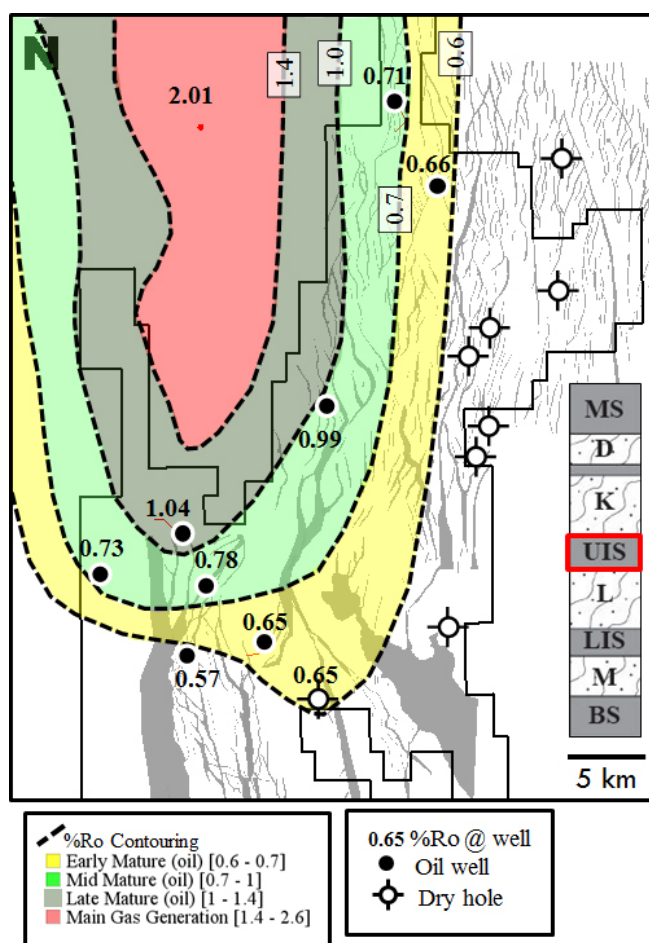 N
1.4
1.0
0.6
0.71
2.01
0.66
0.7
0.99
MS
D
K
UIS
L
LIS
M
BS
1.04
0.73
0.78
0.65
0.57
0.65
5 km
%Ro Contouring
Early Mature (oil) [0.6 - 0.7]
Mid Mature (oil) [0.7 - 1]
Late Mature (oil) [1 - 1.4]
Main Gas Generation [1.4 - 2.6]
0.65 %Ro @ well
Oil well
Dry hole